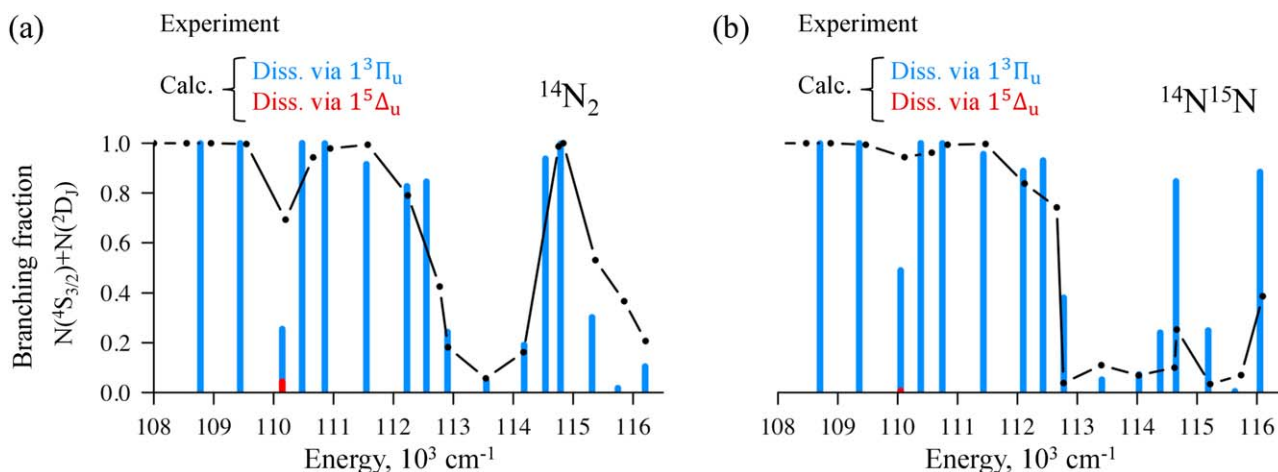 (a)
Experiment
Calc.
Diss. via 1³Πᵤ
Diss. via 1⁵Δᵤ
¹⁴N₂
Branching fraction
N(⁴S₃/₂)+N(²D_J)
1.0
0.8
0.6
0.4
0.2
0.0
108 109 110 111 112 113 114 115 116
Energy, 10³ cm⁻¹
(b)
Experiment
Calc.
Diss. via 1³Πᵤ
Diss. via 1⁵Δᵤ
¹⁴N¹⁵N
108 109 110 111 112 113 114 115 116
Energy, 10³ cm⁻¹